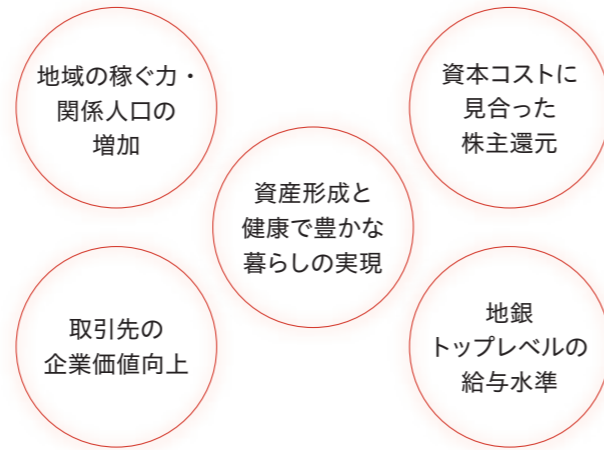 地域の稼ぐ力・
関係人口の
増加
資本コストに
見合った
株主還元
資産形成と
健康で豊かな
暮らしの実現
取引先の
企業価値向上
地銀
トップレベルの
給与水準